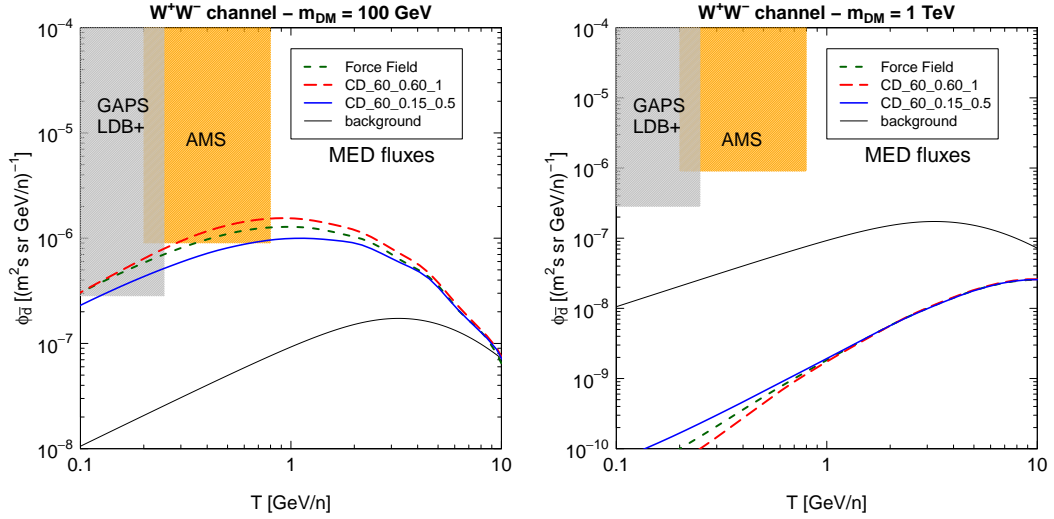 W⁺W⁻ channel – m_DM = 100 GeV
10⁻⁴
10⁻⁵
10⁻⁶
10⁻⁷
10⁻⁸
ϕ_d̄ [(m²s sr GeV/n)⁻¹]
GAPS
LDB+
AMS
Force Field
CD_60_0.60_1
CD_60_0.15_0.5
background
MED fluxes
0.1
1
10
T [GeV/n]
W⁺W⁻ channel – m_DM = 1 TeV
10⁻⁴
10⁻⁵
10⁻⁶
10⁻⁷
10⁻⁸
10⁻⁹
10⁻¹⁰
ϕ_d̄ [(m²s sr GeV/n)⁻¹]
GAPS
LDB+
AMS
Force Field
CD_60_0.60_1
CD_60_0.15_0.5
background
MED fluxes
0.1
1
10
T [GeV/n]